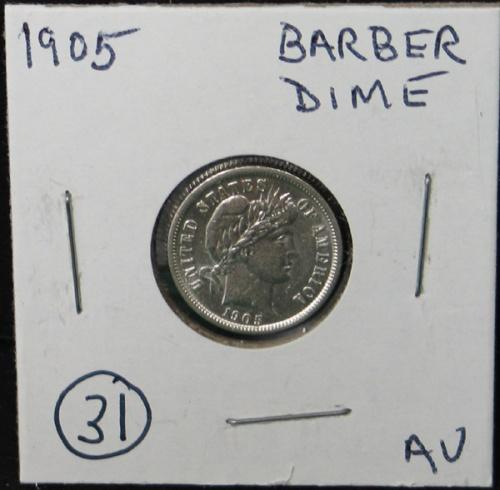 1905 BARBER
DIME
UNITED STATES OF AMERICA
1905
31
AU